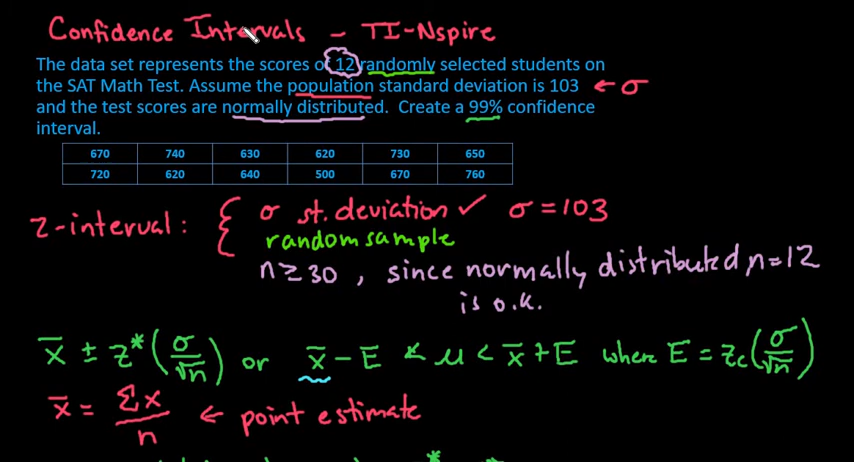 Confidence Intervals - TI-Nspire
The data set represents the scores of 12 randomly selected students on
the SAT Math Test. Assume the population standard deviation is 103 ← σ
and the test scores are normally distributed. Create a 99% confidence
interval.
670 740 630 620 730 650
720 620 640 500 670 760
z-interval: { σ st. deviation ✓ σ = 103
random sample
n ≥ 30, since normally distributed n = 12
is o.k.
x̄ ± z* (σ/√n) or x̄ - E < μ < x̄ + E where E = zc (σ/√n)
x̄ = Σx/n ← point estimate